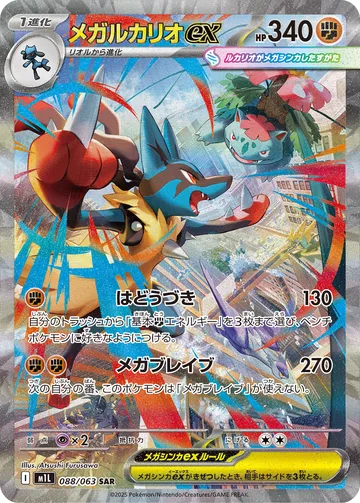 1進化
メガルカリオex
HP 340
リオルから進化
ルカリオがメガシンカしたすがた
はどうづき 130
自分のトラッシュから「基本闘エネルギー」を3枚まで選び、ベンチ
ポケモンに好きなようにつける。
メガブレイブ 270
次の自分の番、このポケモンは「メガブレイブ」が使えない。
弱点 ×2 抵抗力 にげる
Illus. Atsushi Furusawa
メガシンカexルール
I M1L 088/063 SAR
メガシンカexがきぜつしたとき、相手はサイドを3枚とる。
©2025 Pokémon/Nintendo/Creatures/GAME FREAK.